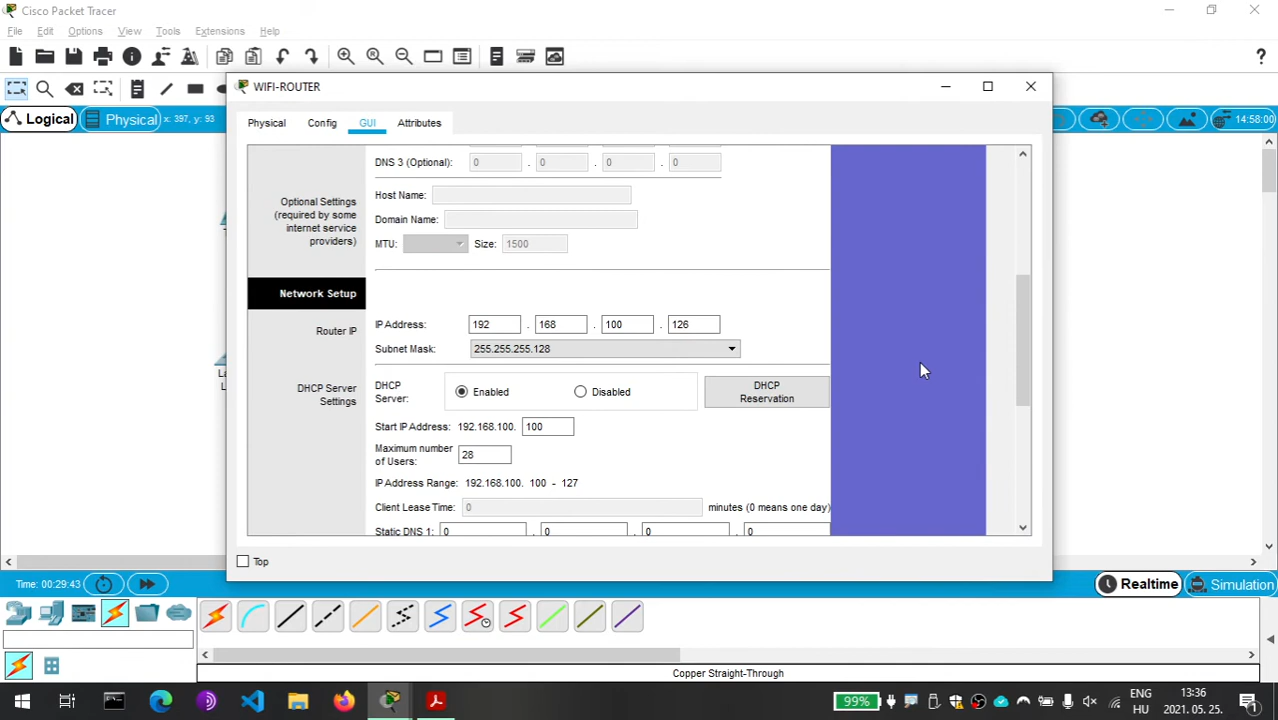 Cisco Packet Tracer
File Edit Options View Tools Extensions Help
?
Logical Physical x: 397, y: 93
14:58:00
WIFI-ROUTER
Physical Config GUI Attributes
DNS 3 (Optional): 0 . 0 . 0 . 0
Optional Settings
(required by some
internet service
providers)
Host Name:
Domain Name:
MTU: Size: 1500
Network Setup
Router IP
IP Address: 192 . 168 . 100 . 126
Subnet Mask: 255.255.255.128
DHCP Server
Settings
DHCP
Server:
Enabled Disabled
DHCP
Reservation
Start IP Address: 192.168.100. 100
Maximum number
of Users:
28
IP Address Range: 192.168.100. 100 - 127
Client Lease Time: 0 minutes (0 means one day)
Static DNS 1: 0 . 0 . 0 . 0
Top
Time: 00:29:43
Realtime Simulation
Copper Straight-Through
99%
ENG
HU
13:36
2021. 05. 25.
1